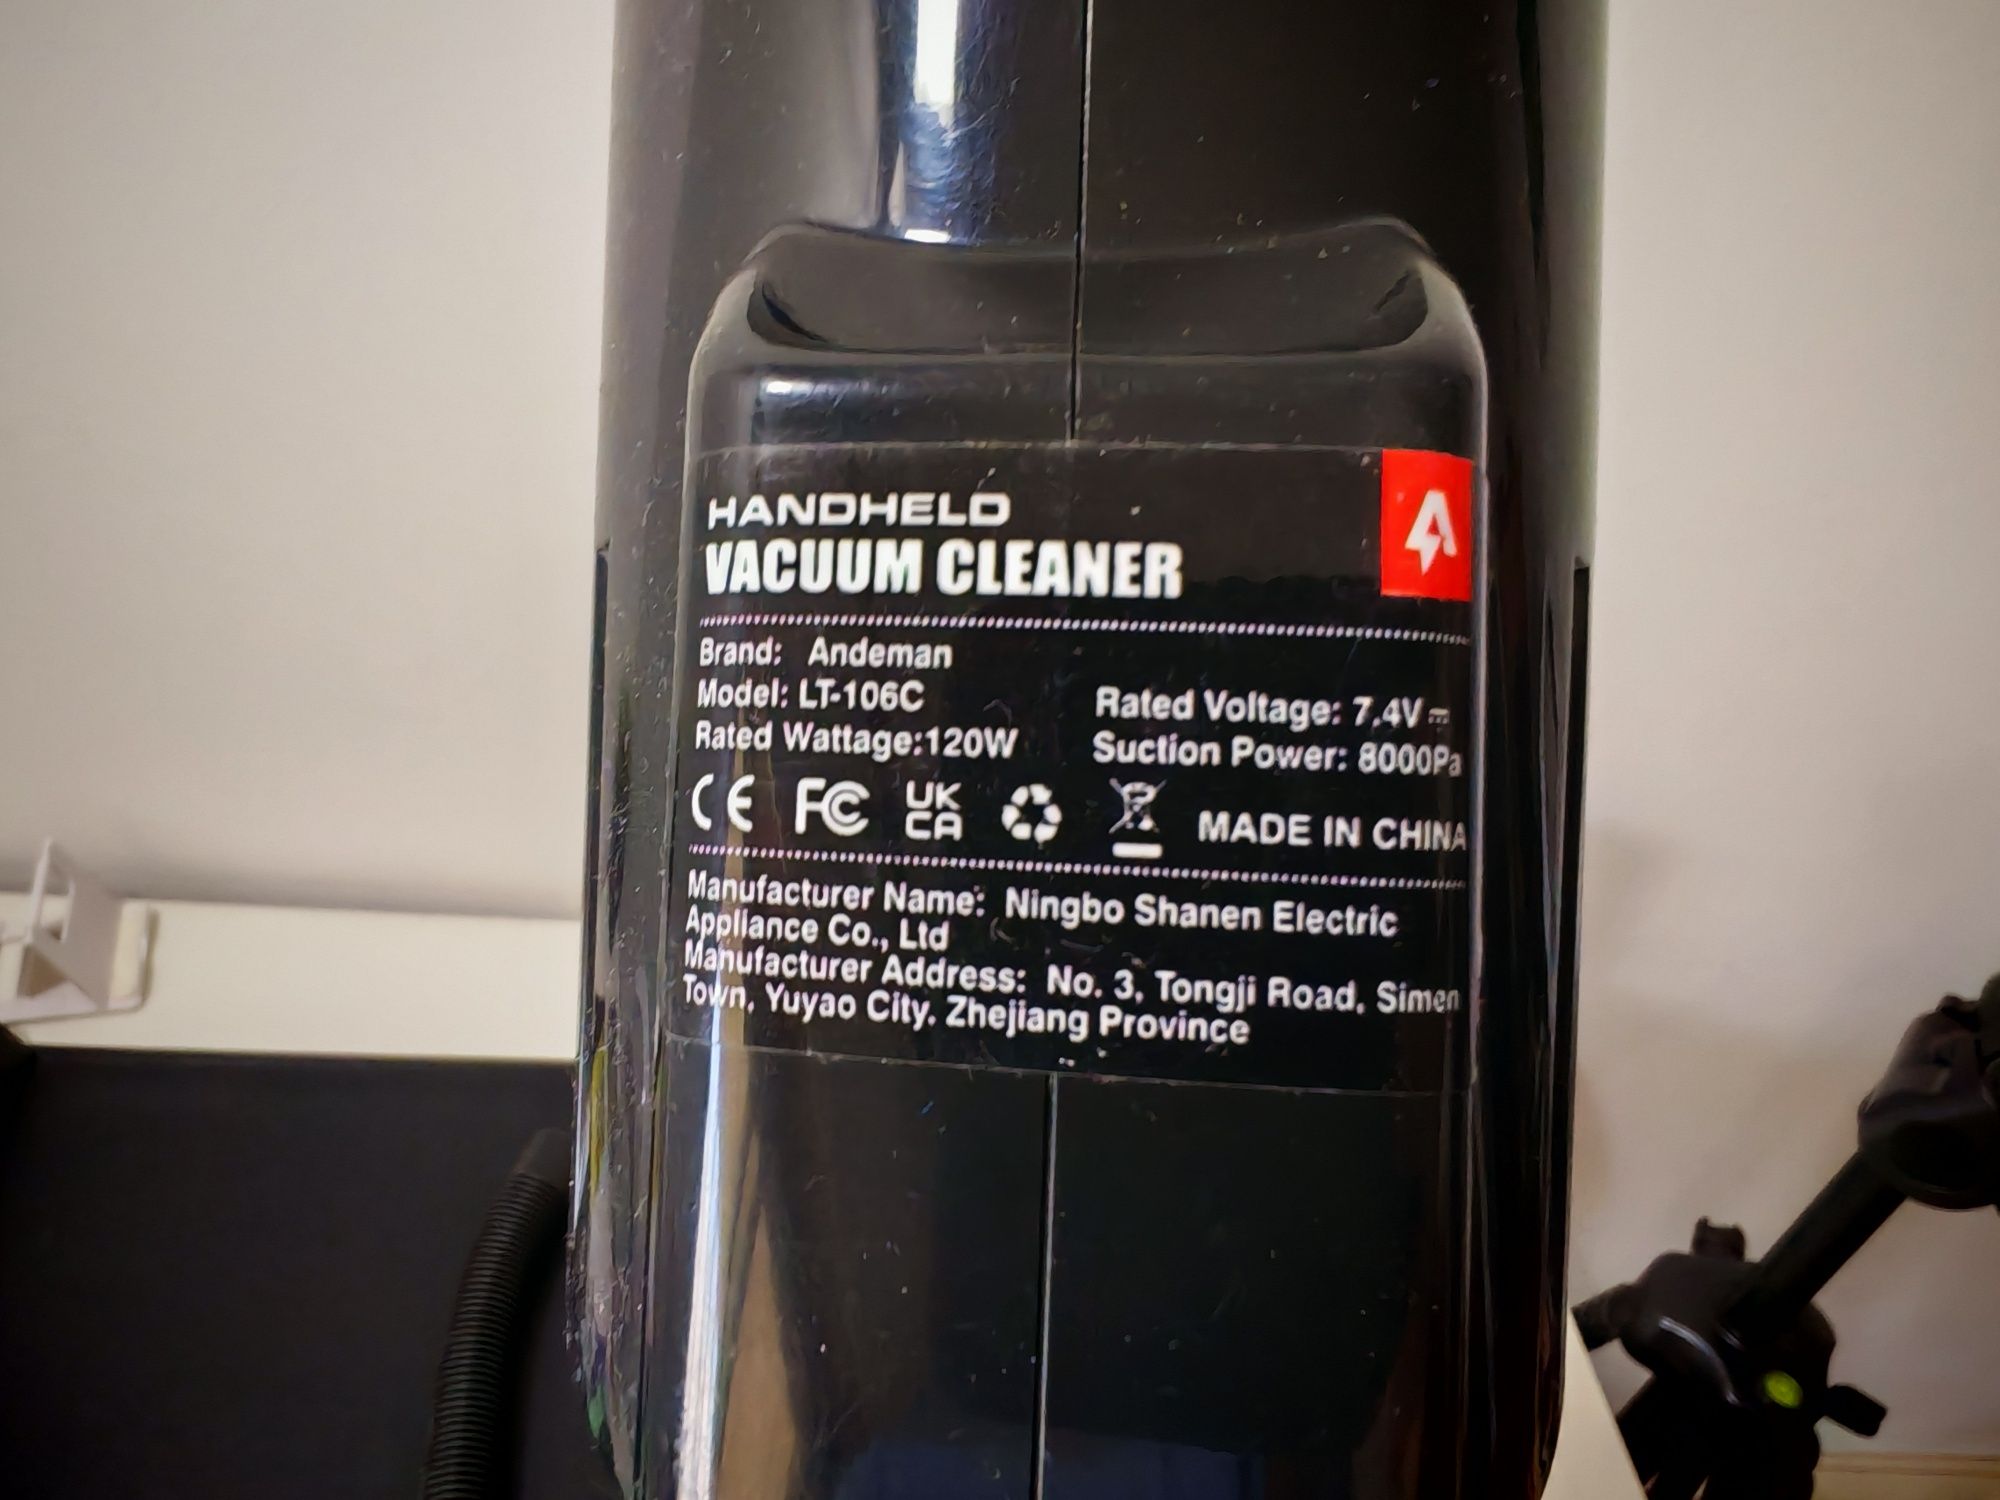 HANDHELD
VACUUM CLEANER
Brand: Andeman
Model: LT-106C
Rated Voltage: 7.4V⎓
Rated Wattage:120W
Suction Power: 8000Pa
CE FC UK CA MADE IN CHINA
Manufacturer Name: Ningbo Shanen Electric
Appliance Co., Ltd
Manufacturer Address: No. 3, Tongji Road, Simen
Town, Yuyao City. Zhejiang Province